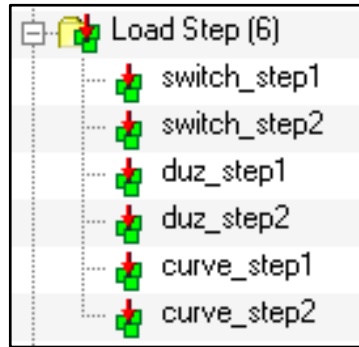 Load Step (6)
switch_step1
switch_step2
duz_step1
duz_step2
curve_step1
curve_step2